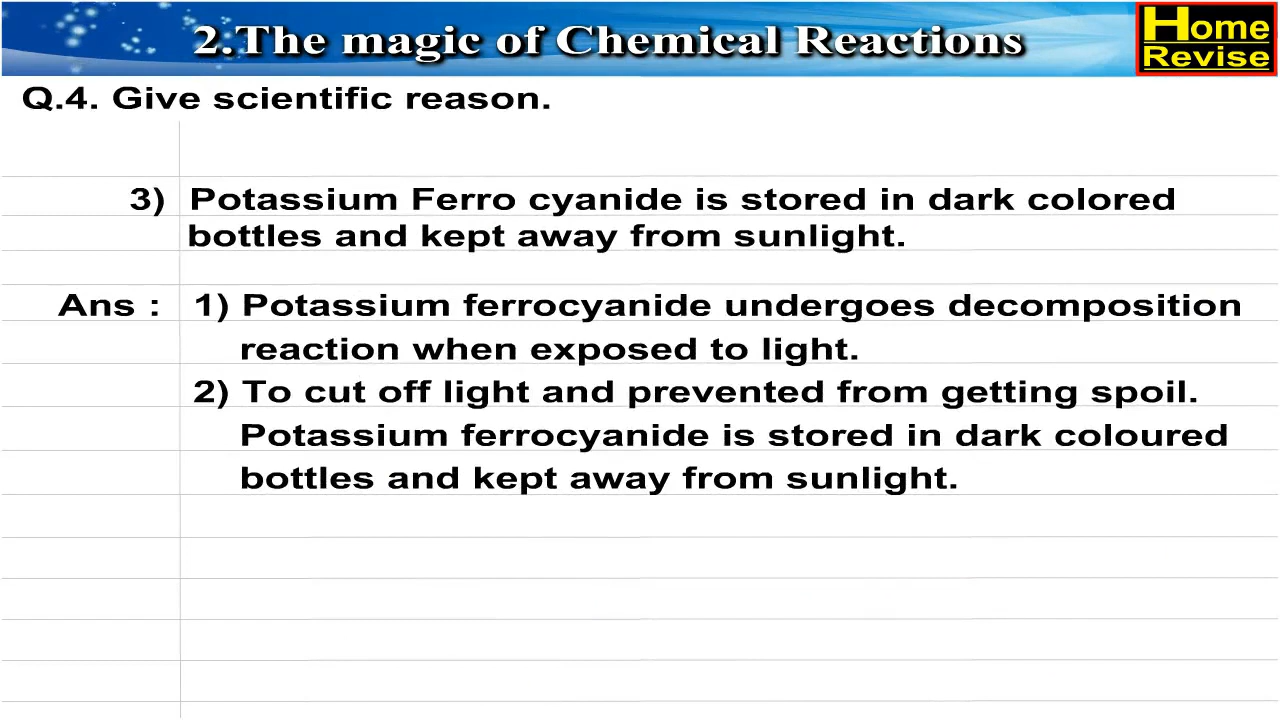 2.The magic of Chemical Reactions
Home
Revise
Q.4. Give scientific reason.
3) Potassium Ferro cyanide is stored in dark colored
bottles and kept away from sunlight.
Ans : 1) Potassium ferrocyanide undergoes decomposition
reaction when exposed to light.
2) To cut off light and prevented from getting spoil.
Potassium ferrocyanide is stored in dark coloured
bottles and kept away from sunlight.